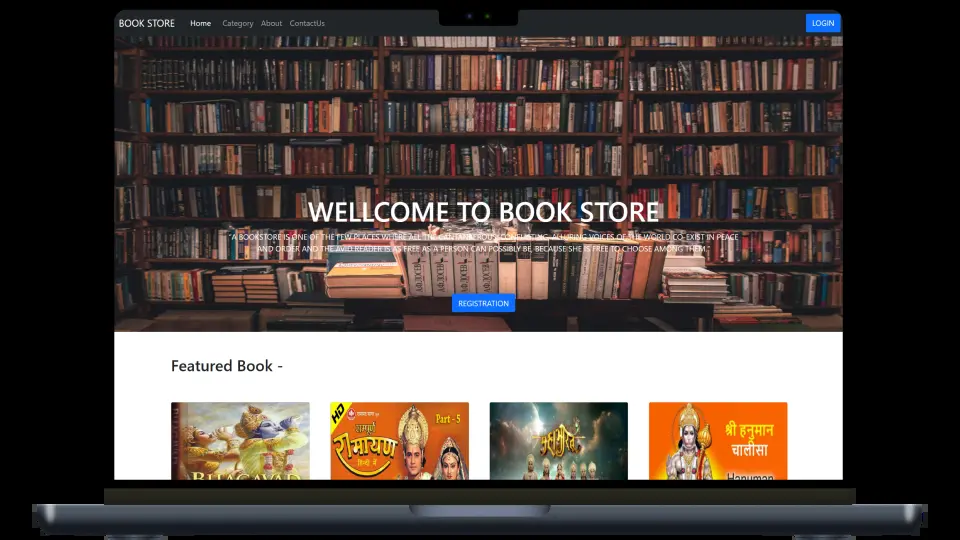 BOOK STORE Home Category About ContactUs LOGIN
WELLCOME TO BOOK STORE
"A BOOKSTORE IS ONE OF THE FEW PLACES WHERE ALL THE CANTANKEROUS, CONFLICTING, ALLURING VOICES OF THE WORLD CO-EXIST IN PEACE
AND ORDER AND THE AVID READER IS AS FREE AS A PERSON CAN POSSIBLY BE, BECAUSE SHE IS FREE TO CHOOSE AMONG THEM."
REGISTRATION
Featured Book -
BHAGAVAD
HD
Part - 5
सम्पूर्ण
रामायण
हिन्दी में
महाभारत
श्री हनुमान
चालीसा
Hanuman